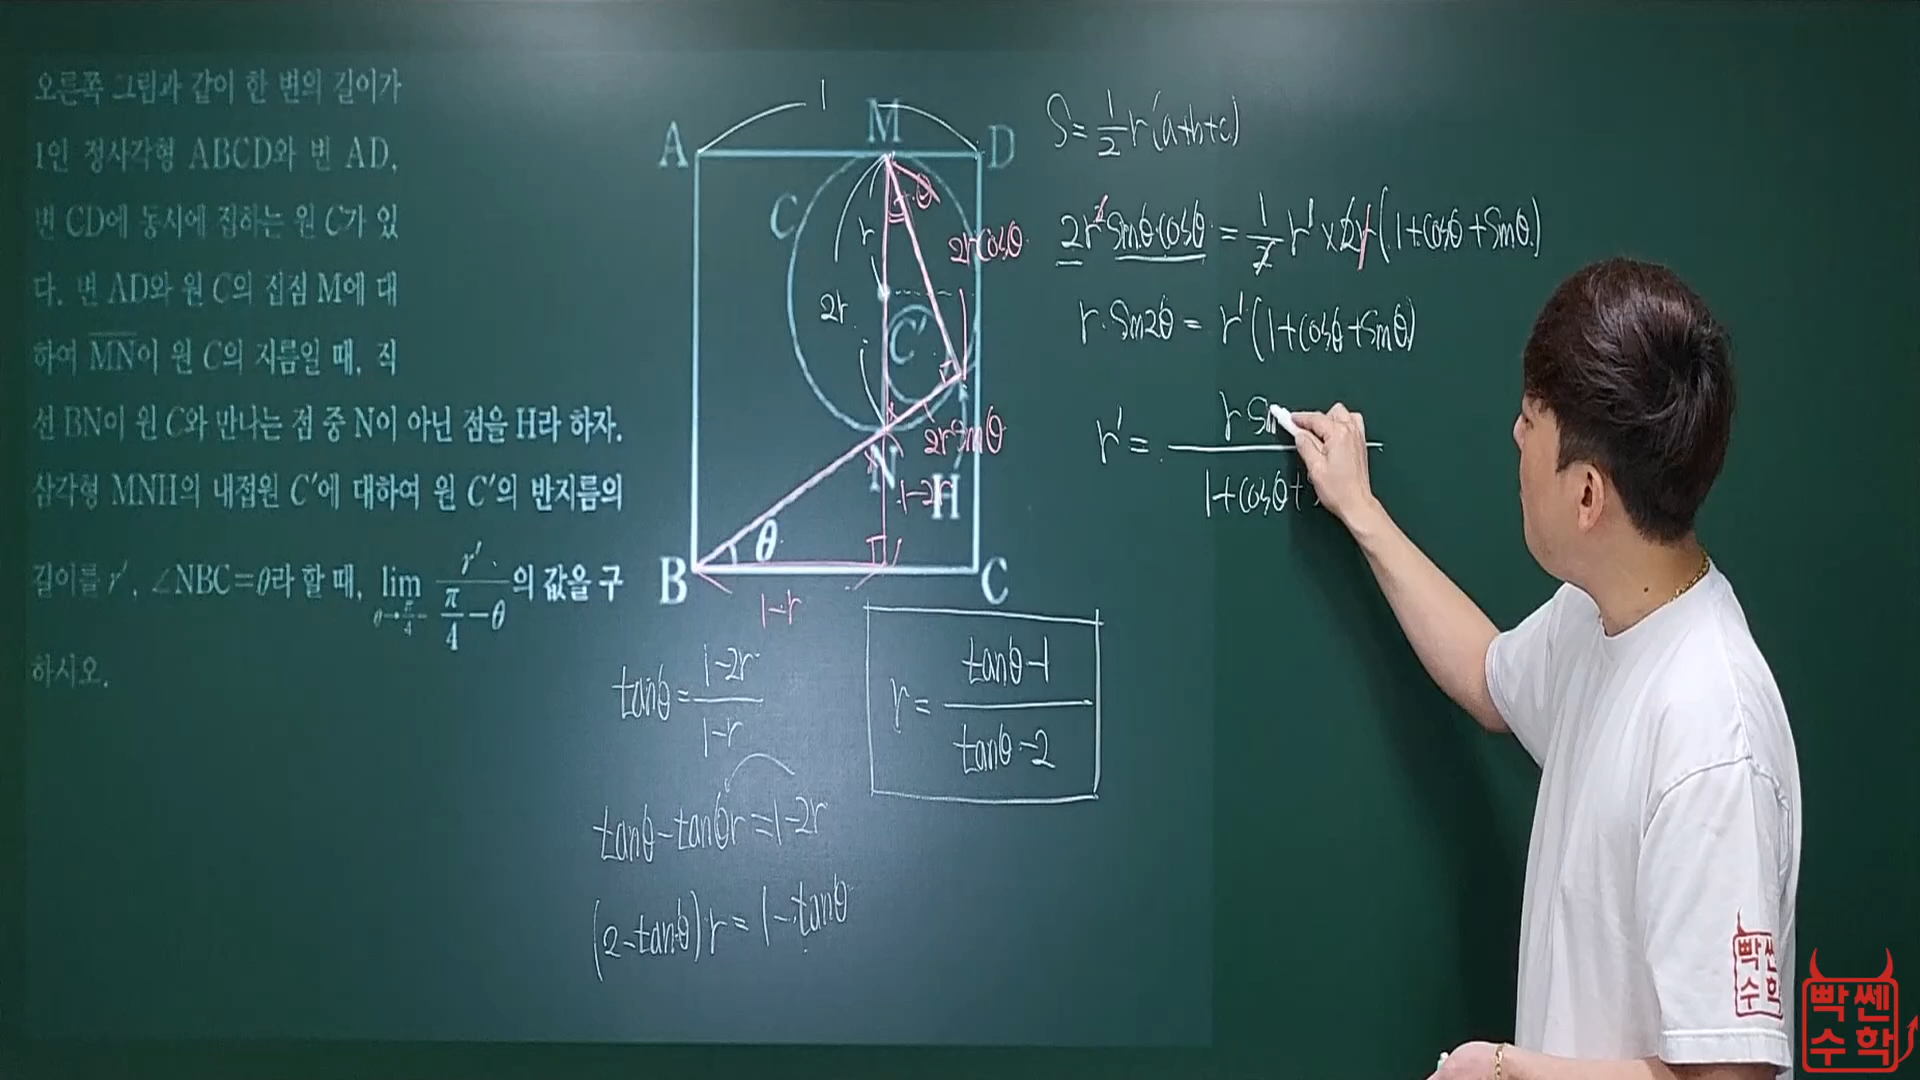 오른쪽 그림과 같이 한 변의 길이가
1인 정사각형 ABCD와 변 AD,
변 CD에 동시에 접하는 원 C가 있
다. 변 AD와 원 C의 접점 M에 대
하여 MN이 원 C의 지름일 때, 직
선 BN이 원 C와 만나는 점 중 N이 아닌 점을 H라 하자.
삼각형 MNH의 내접원 C′에 대하여 원 C′의 반지름의
길이를 r′, ∠NBC=θ라 할 때, lim θ→π/4− r′/(π/4−θ)의 값을 구
하시오.
1
A
M
D
C
θ
r
2rcosθ
2r
C′
2rsinθ
N
1-2r
H
θ
B
C
1-r
tanθ = (1-2r)/(1-r)
tanθ-tanθr=1-2r
(2-tanθ)r=1-tanθ
r = (tanθ-1)/(tanθ-2)
S=1/2 r′(a+b+c)
2r²sinθ·cosθ = 1/2 r′×2r(1+cosθ+sinθ)
r·sin2θ = r′(1+cosθ+sinθ)
r′ = r sin / 1+cosθ+
빡쎈
수학
빡쎈
수학